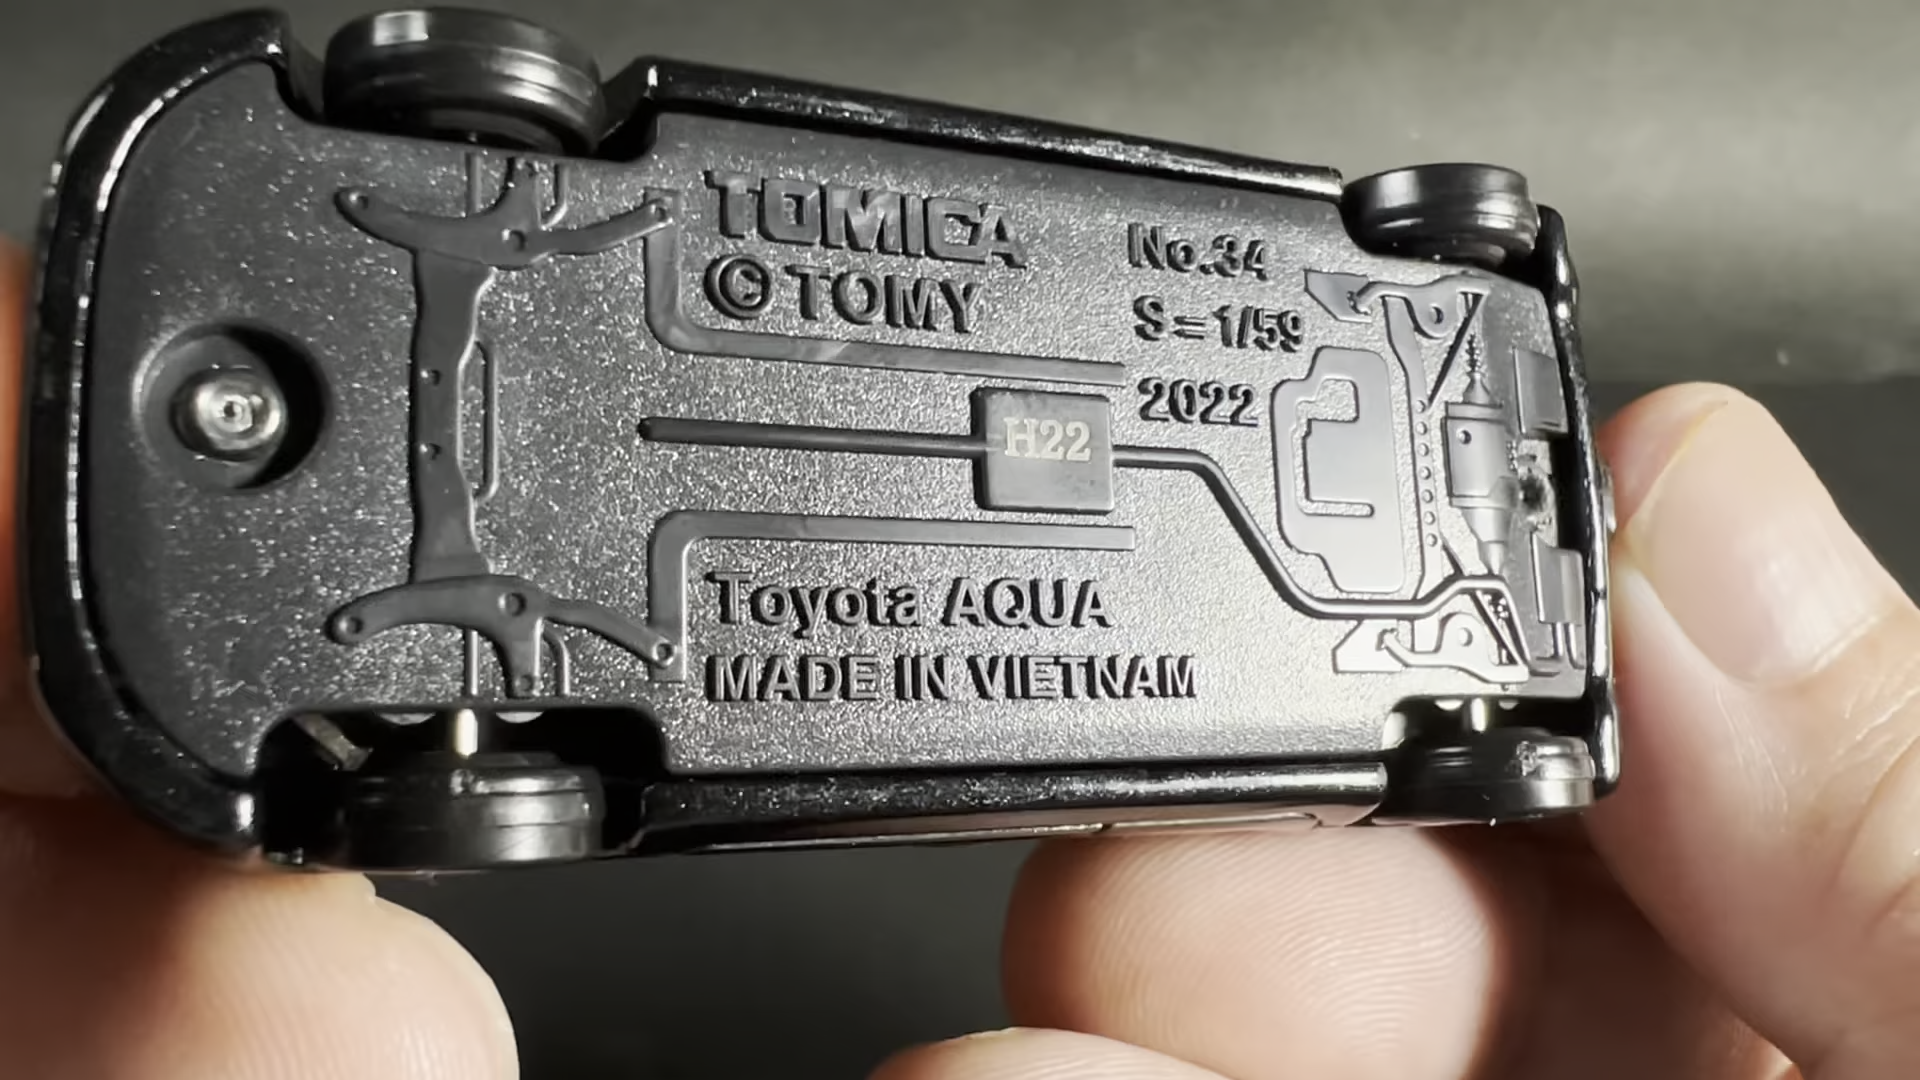 TOMICA
©TOMY
No.34
S=1/59
2022
H22
Toyota AQUA
MADE IN VIETNAM